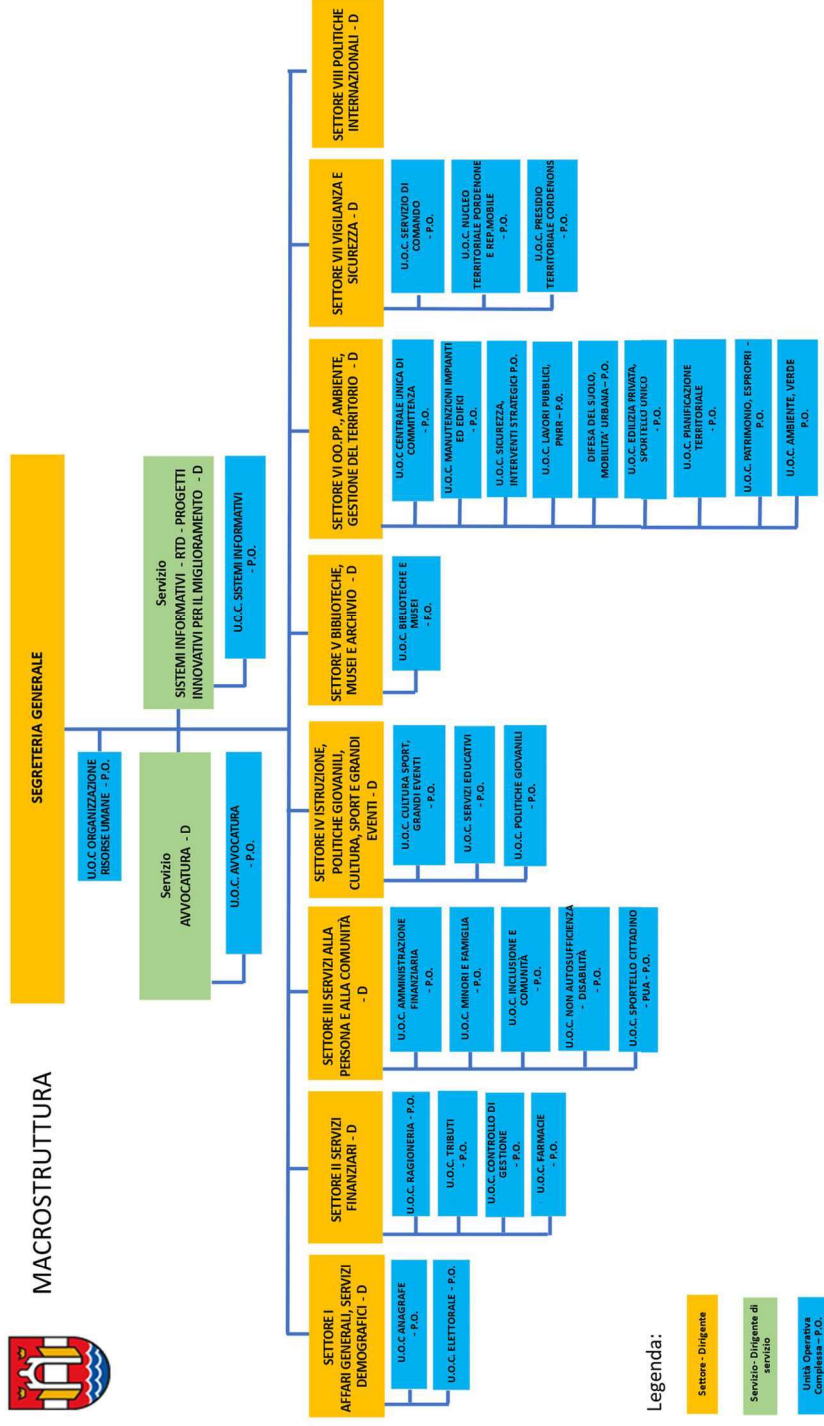 MACROSTRUTTURA
SEGRETERIA GENERALE
U.O.C ORGANIZZAZIONE
RISORSE UMANE - P.O.
Servizio
AVVOCATURA - D
U.O.C. AVVOCATURA
- P.O.
Servizio
SISTEMI INFORMATIVI - RTD - PROGETTI
INNOVATIVI PER IL MIGLIORAMENTO - D
U.C.C. SISTEMI INFORMATIVI
- P.O.
SETTORE I
AFFARI GENERALI, SERVIZI
DEMOGRAFICI - D
U.O.C ANAGRAFE
- P.O.
U.O.C. ELETTORALE - P.O.
SETTORE II SERVIZI
FINANZIARI - D
U.O.C. RAGIONERIA - P.O.
U.O.C. TRIBUTI
- P.O.
U.O.C. CONTROLLO DI
GESTIONE
- P.O.
U.O.C. FARMACIE
- P.O.
SETTORE III SERVIZI ALLA
PERSONA E ALLA COMUNITÀ
- D
U.O.C. AMMINISTRAZIONE
FINANZIARIA
- P.O.
U.O.C. MINORI E FAMIGLIA
- P.O.
U.O.C. INCLUSIONE E
COMUNITÀ
- P.O.
U.O.C. NON AUTOSUFFICIENZA
- DISABILITÀ
- P.O.
U.O.C. SPORTELLO CITTADINO
- PUA - P.O.
SETTORE IV ISTRUZIONE,
POLITICHE GIOVANILI,
CULTURA, SPORT E GRANDI
EVENTI - D
U.O.C. CULTURA SPORT,
GRANDI EVENTI
- P.O.
U.O.C. SERVIZI EDUCATIVI
- P.O.
U.O.C. POLITICHE GIOVANILI
- P.O.
SETTORE V BIBLIOTECHE,
MUSEI E ARCHIVIO - D
U.O.C. BIBLIOTECHE E
MUSEI
- F.O.
SETTORE VI OO.PP., AMBIENTE,
GESTIONE DEL TERRITORIO - D
U.O.C CENTRALE UNICA DI
COMMITTENZA
- P.O.
U.O.C. MANUTENZIONI IMPIANTI
ED EDIFICI
- P.O.
U.O.C. SICUREZZA,
INTERVENTI STRATEGICI P.O.
U.O.C. LAVORI PUBBLICI,
PNRR – P.O.
DIFESA DEL SUOLO,
MOBILITA' URBANA – P.O.
U.O.C. EDILIZIA PRIVATA,
SPORTELLO UNICO
- P.O.
U.O.C. PIANIFICAZIONE
TERRITORIALE
- P.O.
U.O.C. PATRIMONIO, ESPROPRI -
P.O.
U.O.C. AMBIENTE, VERDE
P.O.
SETTORE VII VIGILANZA E
SICUREZZA - D
U.O.C. SERVIZIO DI
COMANDO
- P.O.
U.O.C. NUCLEO
TERRITORIALE PORDENONE
E REP.MOBILE
- P.O.
U.O.C. PRESIDIO
TERRITORIALE CORDENONS
- P.O.
SETTORE VIII POLITICHE
INTERNAZIONALI - D
Legenda:
Settore - Dirigente
Servizio- Dirigente di
servizio
Unità Operativa
Complessa – P.O.